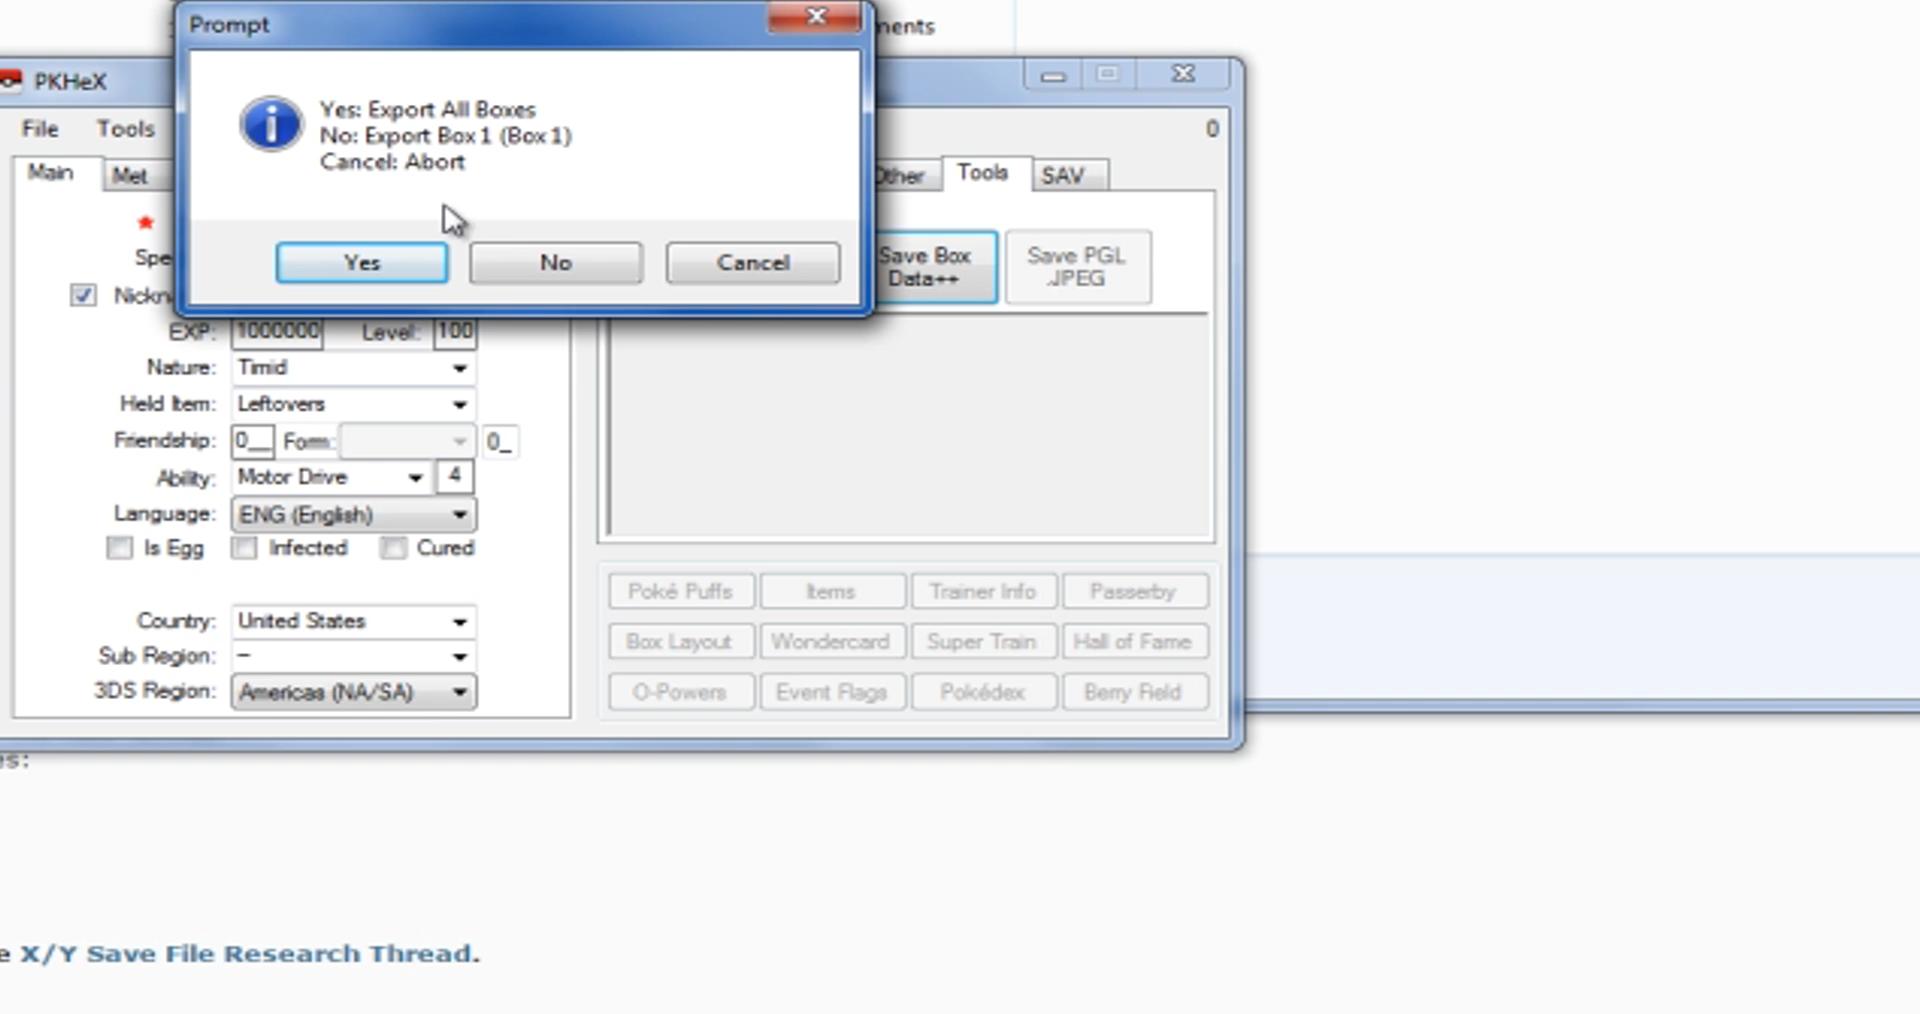 Prompt
Yes: Export All Boxes
No: Export Box 1 (Box 1)
Cancel: Abort
Yes
No
Cancel
PKHeX
File
Tools
0
Main
Met
Other
Tools
SAV
Save Box
Data++
Save PGL
.JPEG
EXP:
1000000
Level:
100
Nature:
Timid
Held Item:
Leftovers
Friendship:
0__
Form:
0_
Ability:
Motor Drive
4
Language:
ENG (English)
Is Egg
Infected
Cured
Country:
United States
Sub Region:
—
3DS Region:
Americas (NA/SA)
Poké Puffs
Items
Trainer Info
Passerby
Box Layout
Wondercard
Super Train
Hall of Fame
O-Powers
Event Flags
Pokédex
Berry Field
X/Y Save File Research Thread.